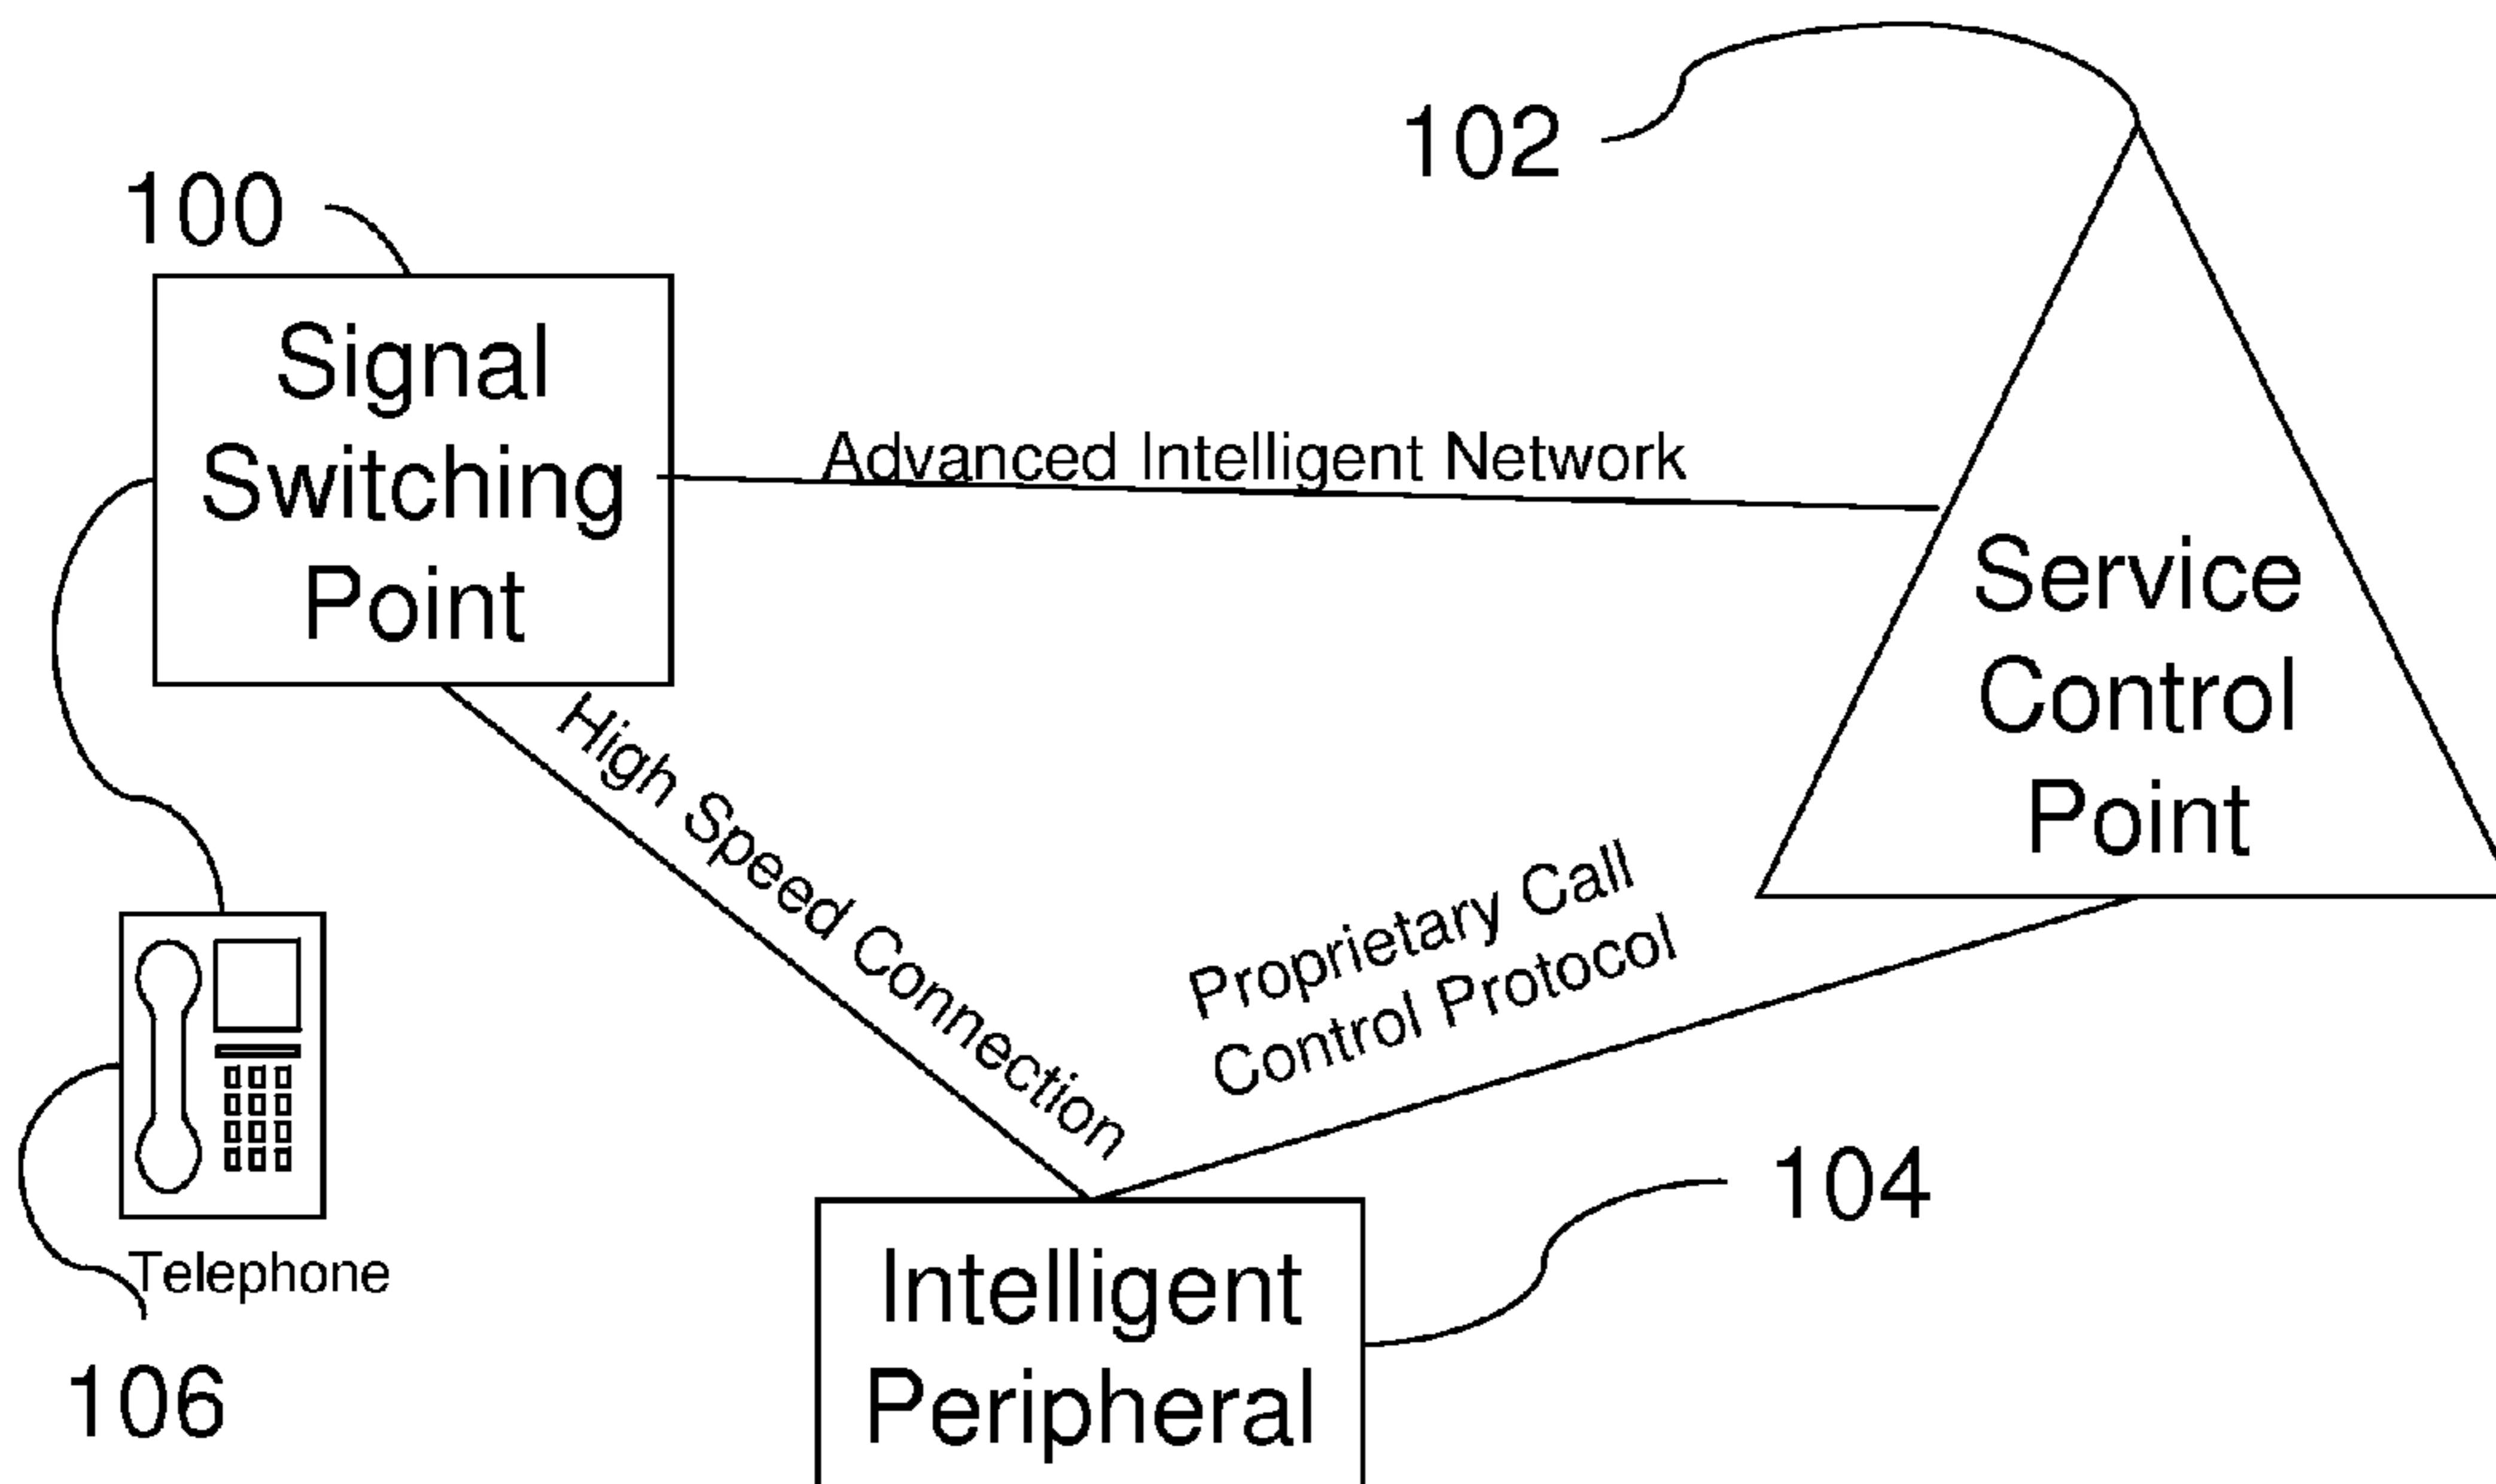 102
100
Signal
Switching
Point
Advanced Intelligent Network
Service
Control
Point
High Speed Connection
Proprietary Call
Control Protocol
104
Telephone
Intelligent
Peripheral
106